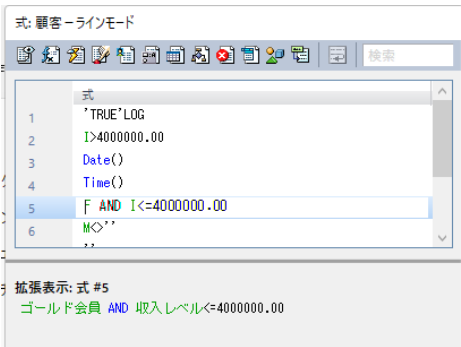 式: 顧客 − ラインモード
検索
式
1 'TRUE'LOG
2 I>4000000.00
3 Date()
4 Time()
5 F AND I<=4000000.00
6 M<>''
拡張表示: 式 #5
ゴールド会員 AND 収入レベル<=4000000.00